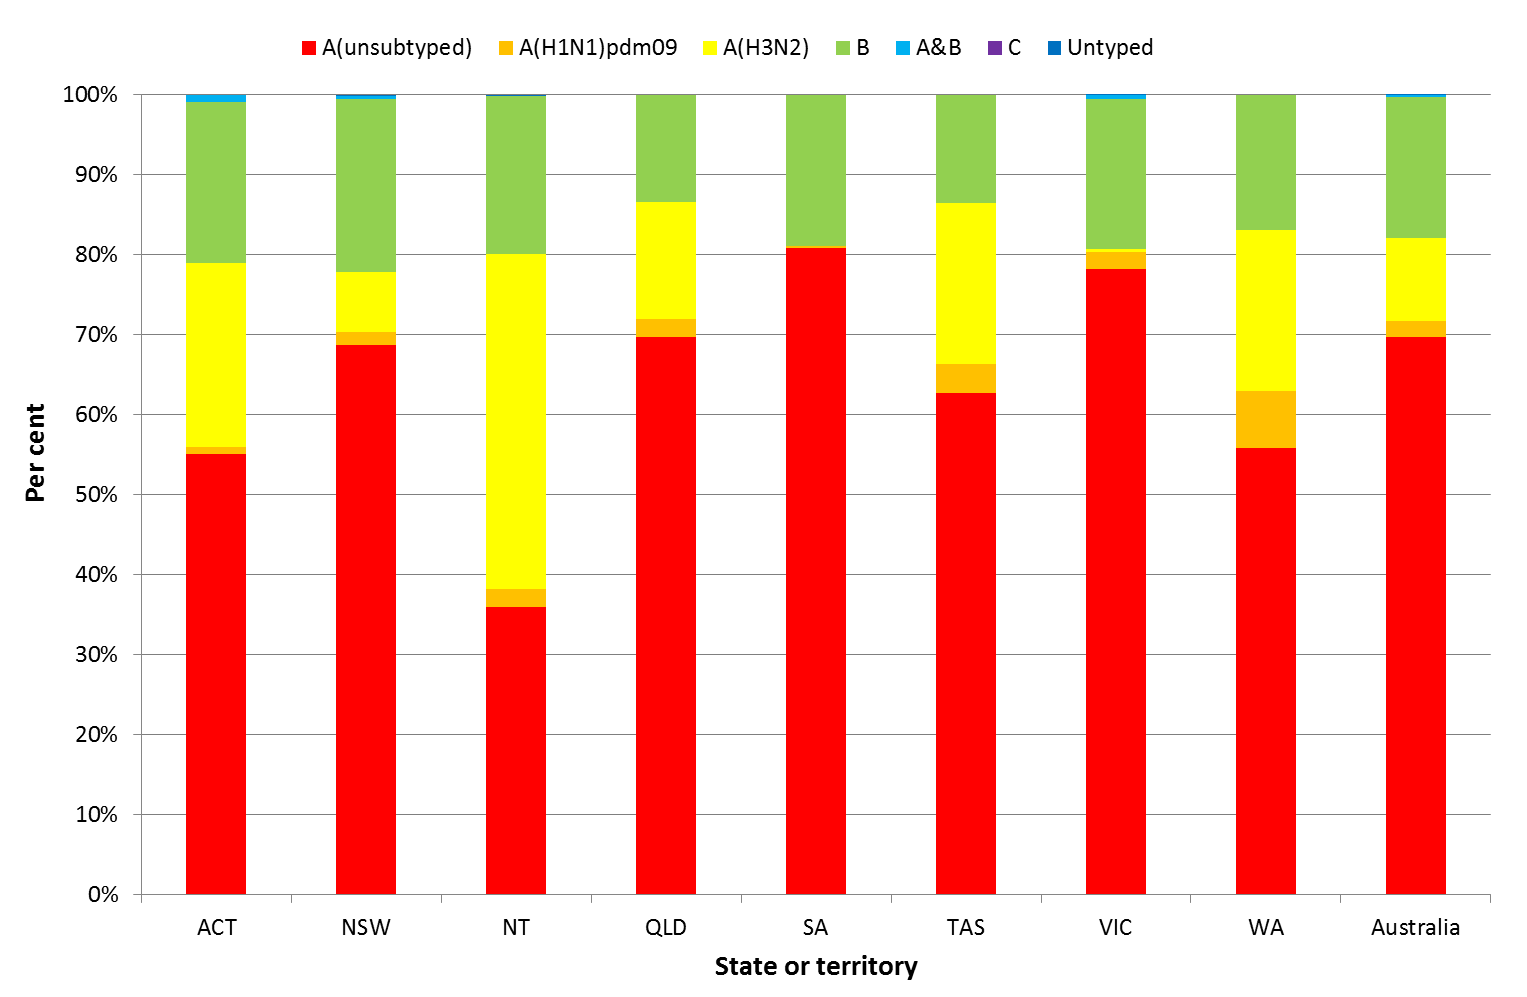 A(unsubtyped) A(H1N1)pdm09 A(H3N2) B A&B C Untyped
100%
90%
80%
70%
60%
50%
40%
30%
20%
10%
0%
Per cent
ACT NSW NT QLD SA TAS VIC WA Australia
State or territory